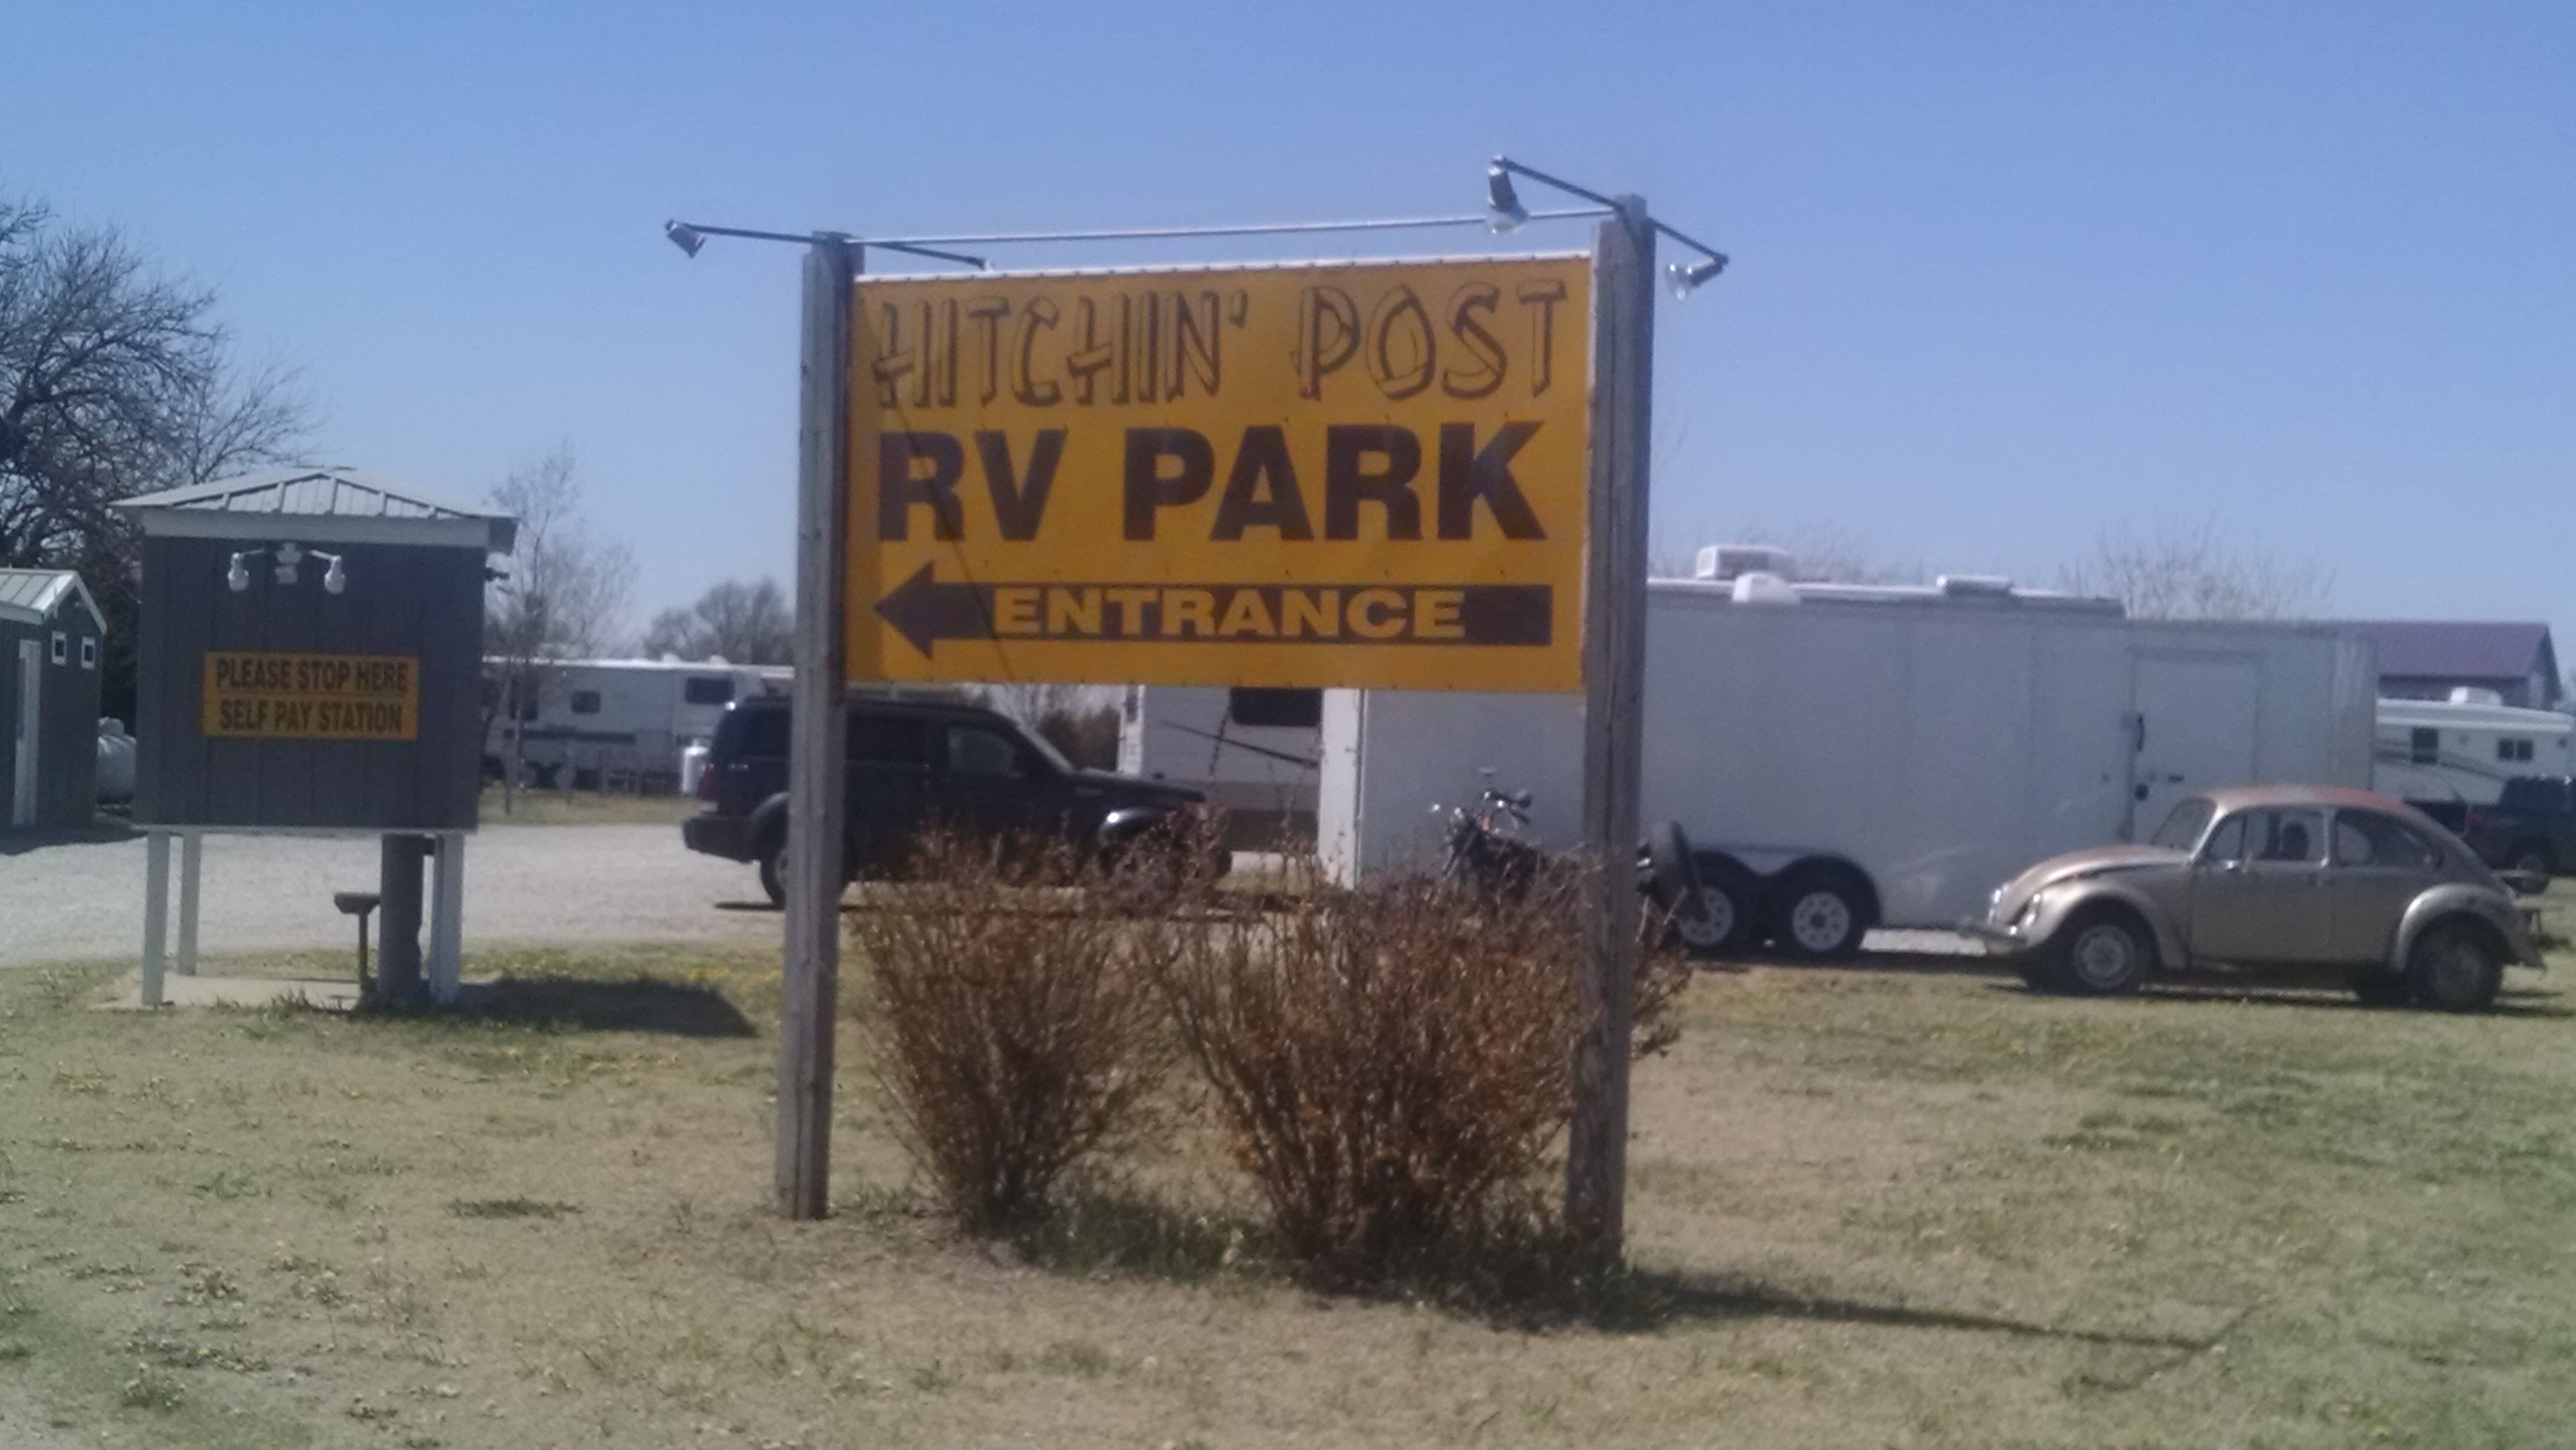 HITCHIN' POST
RV PARK
ENTRANCE
PLEASE STOP HERE
SELF PAY STATION